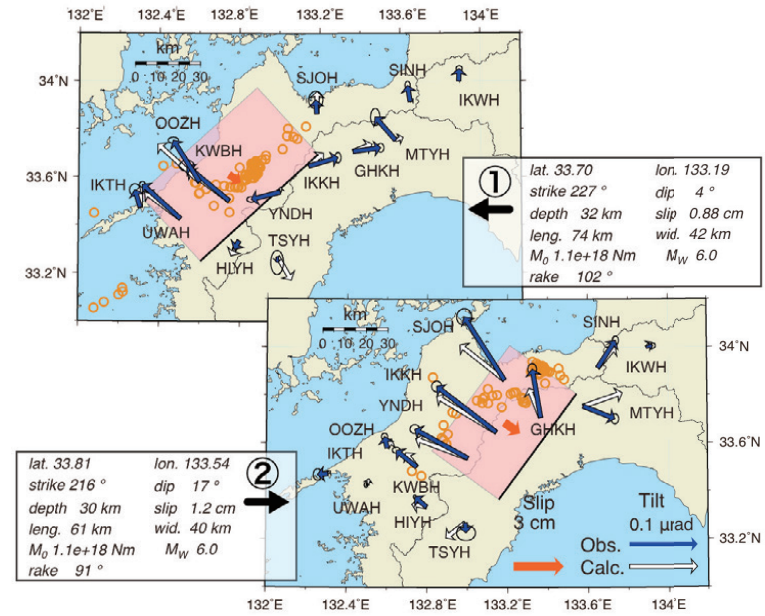 132°E 132.4° 132.8° 133.2° 133.6° 134°E
km
0 10 20 30
34°N
33.6°N
33.2°N
SJOH
SINH
IKWH
OOZH
KWBH
MTYH
GHKH
IKKH
IKTH
YNDH
UWAH
TSYH
HIYH
①
lat. 33.70 lon. 133.19
strike 227 ° dip 4 °
depth 32 km slip 0.88 cm
leng. 74 km wid. 42 km
M0 1.1e+18 Nm MW 6.0
rake 102 °
km
0 10 20 30
SJOH
SINH
34°N
IKKH
IKWH
YNDH
MTYH
GHKH
OOZH
33.6°N
IKTH
KWBH
UWAH
HIYH
TSYH
Slip
3 cm
Tilt
0.1 μrad
Obs.
Calc.
33.2°N
②
lat. 33.81 lon. 133.54
strike 216 ° dip 17 °
depth 30 km slip 1.2 cm
leng. 61 km wid. 40 km
M0 1.1e+18 Nm MW 6.0
rake 91 °
132°E 132.4° 132.8° 133.2° 133.6° 134°E